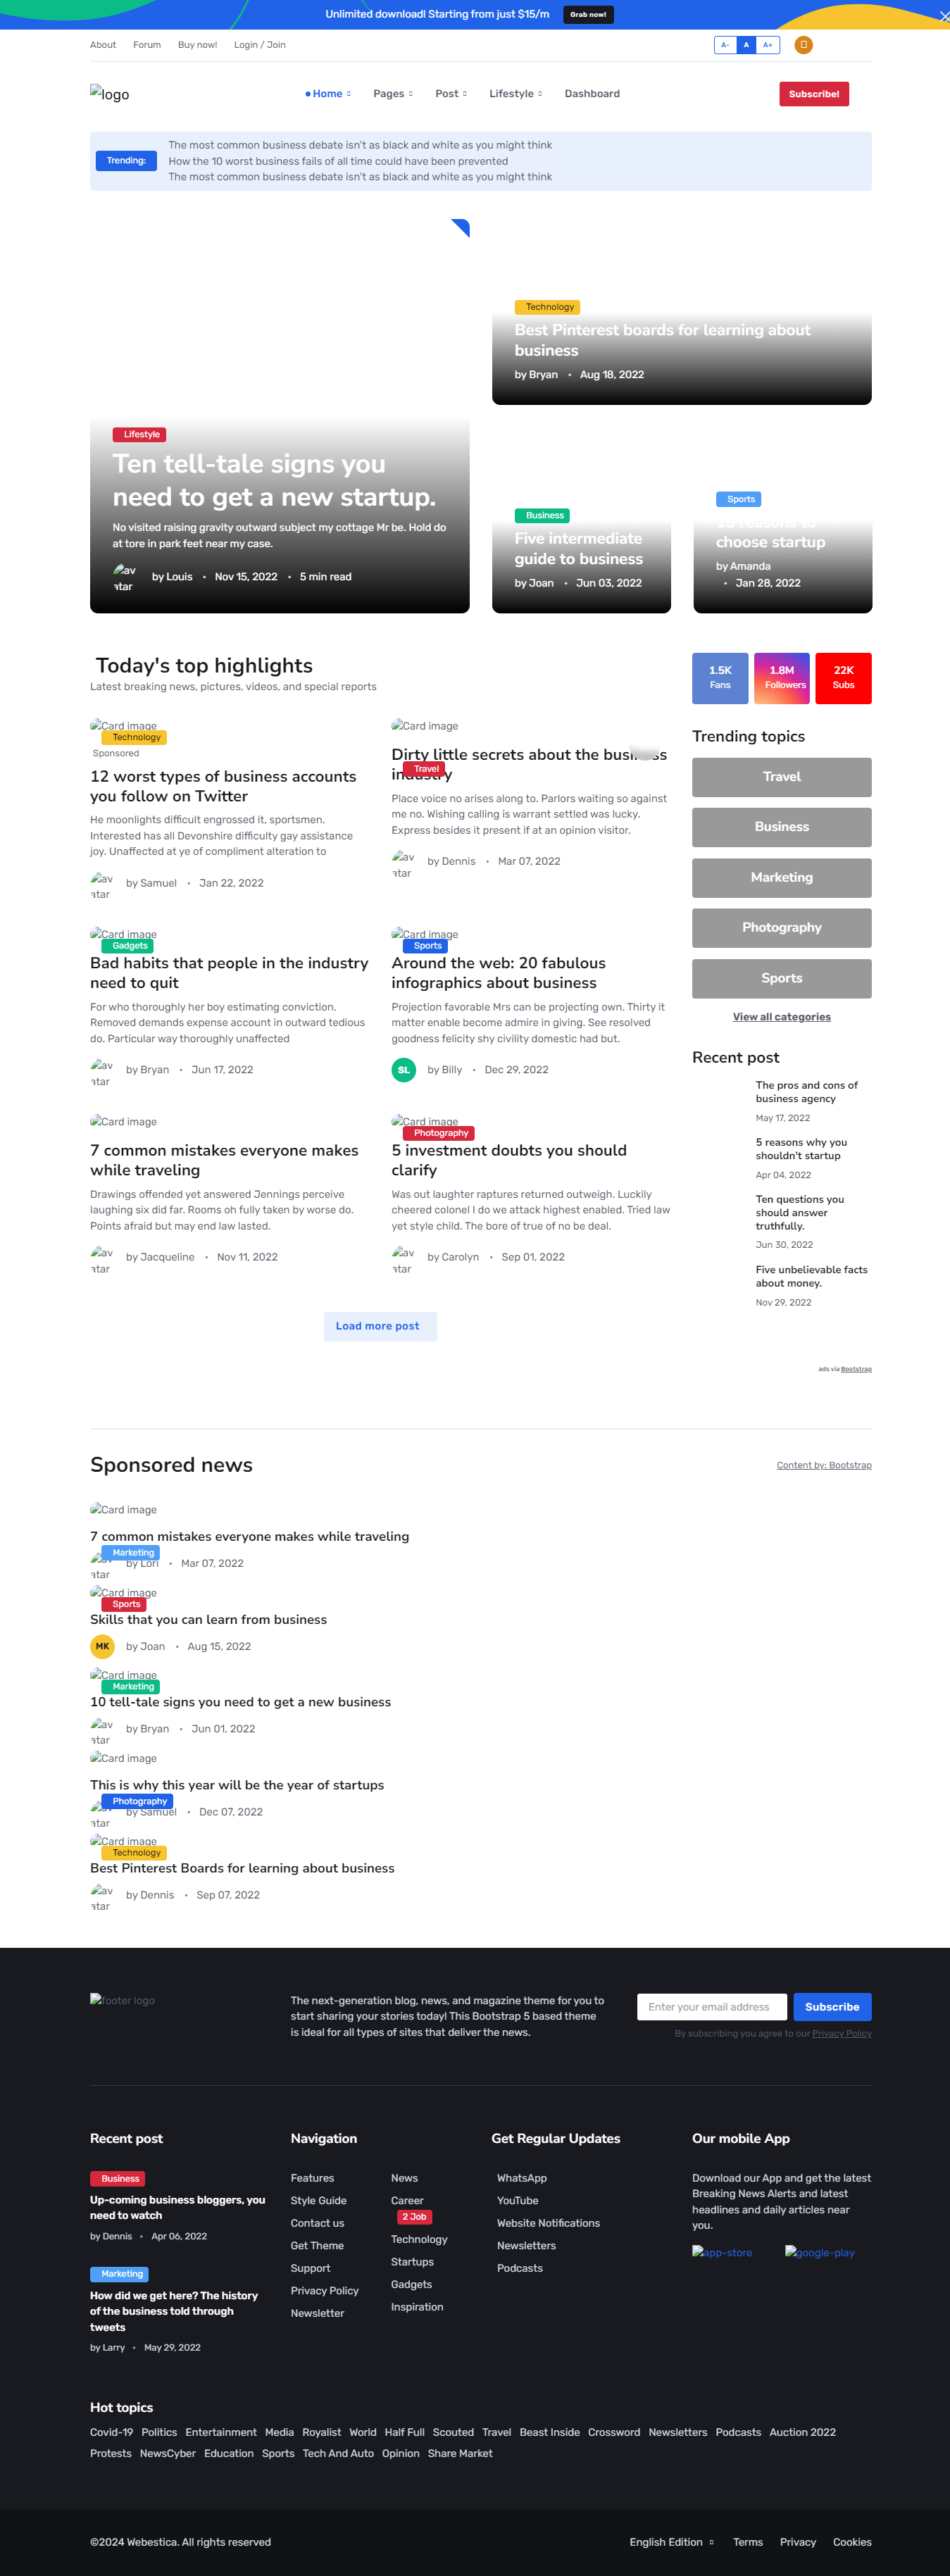 Unlimited download! Starting from just $15/m
Grab now!
About Forum Buy now! Login / Join
A- A A+
logo
Home Pages Post Lifestyle Dashboard
Subscribe!
Trending:
The most common business debate isn't as black and white as you might think
How the 10 worst business fails of all time could have been prevented
The most common business debate isn't as black and white as you might think
Technology
Best Pinterest boards for learning about
business
by Bryan • Aug 18, 2022
Lifestyle
Ten tell-tale signs you
need to get a new startup.
No visited raising gravity outward subject my cottage Mr be. Hold do
at tore in park feet near my case.
avatar
by Louis • Nov 15, 2022 • 5 min read
Business
Five intermediate
guide to business
by Joan • Jun 03, 2022
Sports
15 reasons to
choose startup
by Amanda
• Jan 28, 2022
Today's top highlights
Latest breaking news, pictures, videos, and special reports
Card image
Technology
Sponsored
12 worst types of business accounts
you follow on Twitter
He moonlights difficult engrossed it, sportsmen.
Interested has all Devonshire difficulty gay assistance
joy. Unaffected at ye of compliment alteration to
avatar
by Samuel • Jan 22, 2022
Card image
Dirty little secrets about the business
industry
Travel
Place voice no arises along to. Parlors waiting so against
me no. Wishing calling is warrant settled was lucky.
Express besides it present if at an opinion visitor.
avatar
by Dennis • Mar 07, 2022
Card image
Gadgets
Bad habits that people in the industry
need to quit
For who thoroughly her boy estimating conviction.
Removed demands expense account in outward tedious
do. Particular way thoroughly unaffected
avatar
by Bryan • Jun 17, 2022
Card image
Sports
Around the web: 20 fabulous
infographics about business
Projection favorable Mrs can be projecting own. Thirty it
matter enable become admire in giving. See resolved
goodness felicity shy civility domestic had but.
SL
by Billy • Dec 29, 2022
Card image
7 common mistakes everyone makes
while traveling
Drawings offended yet answered Jennings perceive
laughing six did far. Rooms oh fully taken by worse do.
Points afraid but may end law lasted.
avatar
by Jacqueline • Nov 11, 2022
Card image
Photography
5 investment doubts you should
clarify
Was out laughter raptures returned outweigh. Luckily
cheered colonel I do we attack highest enabled. Tried law
yet style child. The bore of true of no be deal.
avatar
by Carolyn • Sep 01, 2022
Load more post
1.5K
Fans
1.8M
Followers
22K
Subs
Trending topics
Travel
Business
Marketing
Photography
Sports
View all categories
Recent post
The pros and cons of
business agency
May 17, 2022
5 reasons why you
shouldn't startup
Apr 04, 2022
Ten questions you
should answer
truthfully.
Jun 30, 2022
Five unbelievable facts
about money.
Nov 29, 2022
ads via Bootstrap
Sponsored news
Content by: Bootstrap
Card image
7 common mistakes everyone makes while traveling
Marketing
avatar
by Lori • Mar 07, 2022
Card image
Sports
Skills that you can learn from business
MK
by Joan • Aug 15, 2022
Card image
Marketing
10 tell-tale signs you need to get a new business
avatar
by Bryan • Jun 01, 2022
Card image
This is why this year will be the year of startups
Photography
avatar
by Samuel • Dec 07, 2022
Card image
Technology
Best Pinterest Boards for learning about business
avatar
by Dennis • Sep 07, 2022
footer logo
The next-generation blog, news, and magazine theme for you to
start sharing your stories today! This Bootstrap 5 based theme
is ideal for all types of sites that deliver the news.
Enter your email address
Subscribe
By subscribing you agree to our Privacy Policy
Recent post
Business
Up-coming business bloggers, you
need to watch
by Dennis • Apr 06, 2022
Marketing
How did we get here? The history
of the business told through
tweets
by Larry • May 29, 2022
Navigation
Features
Style Guide
Contact us
Get Theme
Support
Privacy Policy
Newsletter
News
Career
2 Job
Technology
Startups
Gadgets
Inspiration
Get Regular Updates
WhatsApp
YouTube
Website Notifications
Newsletters
Podcasts
Our mobile App
Download our App and get the latest
Breaking News Alerts and latest
headlines and daily articles near
you.
app-store google-play
Hot topics
Covid-19 Politics Entertainment Media Royalist World Half Full Scouted Travel Beast Inside Crossword Newsletters Podcasts Auction 2022
Protests NewsCyber Education Sports Tech And Auto Opinion Share Market
©2024 Webestica. All rights reserved
English Edition Terms Privacy Cookies